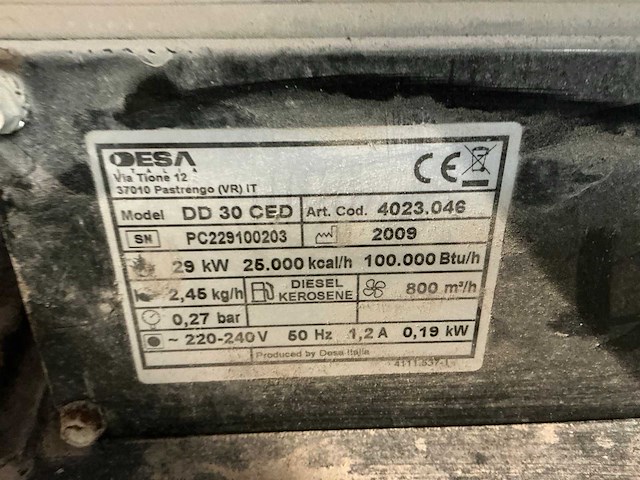 DESA
ITALIA
Via Tione 12
37010 Pastrengo (VR) IT
CE
Model DD 30 CED Art. Cod. 4023.046
SN PC229100203 2009
29 kW 25.000 kcal/h 100.000 Btu/h
2,45 kg/h DIESEL KEROSENE 800 m³/h
0,27 bar
~ 220-240V 50 Hz 1,2 A 0,19 kW
Produced by Desa Italia